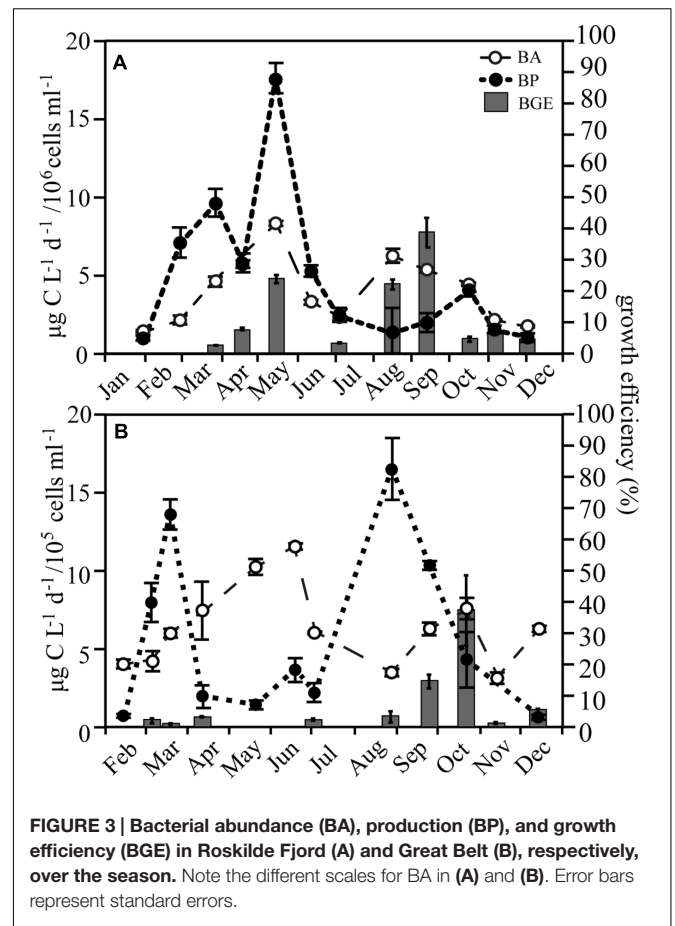 A
BA
BP
BGE
20
15
10
5
0
µg C L-1 d-1 /10^6 cells ml-1
100
90
80
70
60
50
40
30
20
10
0
Jan Feb Mar Apr May Jun Jul Aug Sep Oct Nov Dec
growth efficiency (%)
B
20
15
10
5
0
µg C L-1 d-1/10^5 cells ml-1
100
90
80
70
60
50
40
30
20
10
0
Feb Mar Apr May Jun Jul Aug Sep Oct Nov Dec
FIGURE 3 | Bacterial abundance (BA), production (BP), and growth
efficiency (BGE) in Roskilde Fjord (A) and Great Belt (B), respectively,
over the season. Note the different scales for BA in (A) and (B). Error bars
represent standard errors.